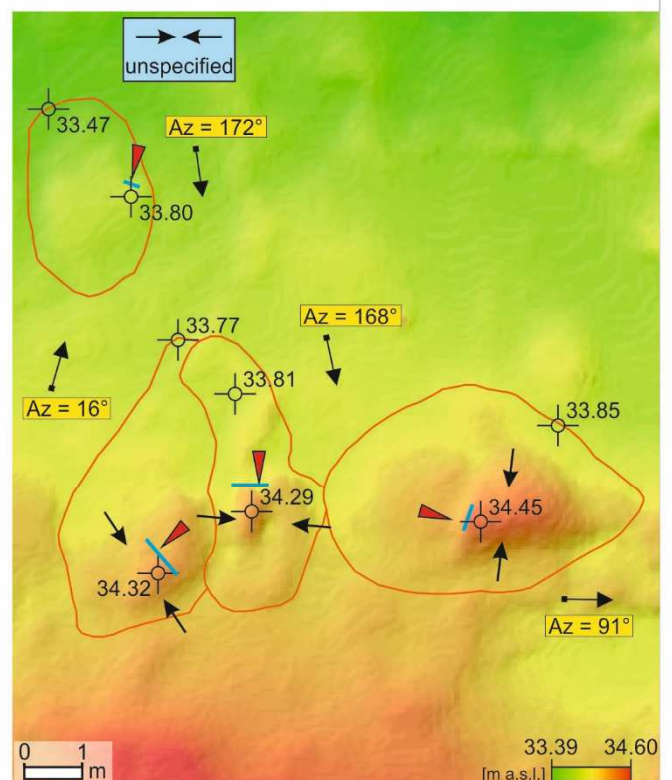 unspecified
33.47
Az = 172°
33.80
33.77
Az = 168°
33.81
Az = 16°
33.85
34.29
34.45
34.32
Az = 91°
0 1
m
33.39 34.60
[m a.s.l.]